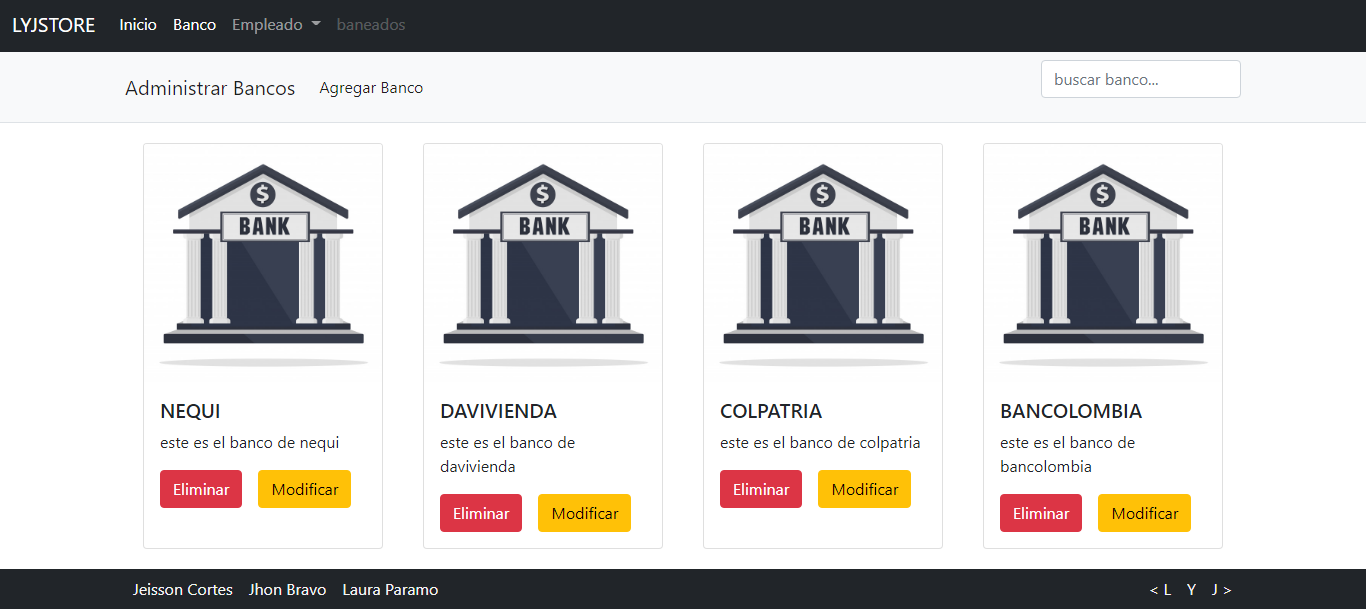 LYJSTORE Inicio Banco Empleado baneados
Administrar Bancos Agregar Banco buscar banco...
$ $ $ $
BANK BANK BANK BANK
NEQUI DAVIVIENDA COLPATRIA BANCOLOMBIA
este es el banco de nequi este es el banco de este es el banco de colpatria este es el banco de
davivienda bancolombia
Eliminar Modificar Eliminar Modificar
Eliminar Modificar Eliminar Modificar
Jeisson Cortes Jhon Bravo Laura Paramo < L Y J >